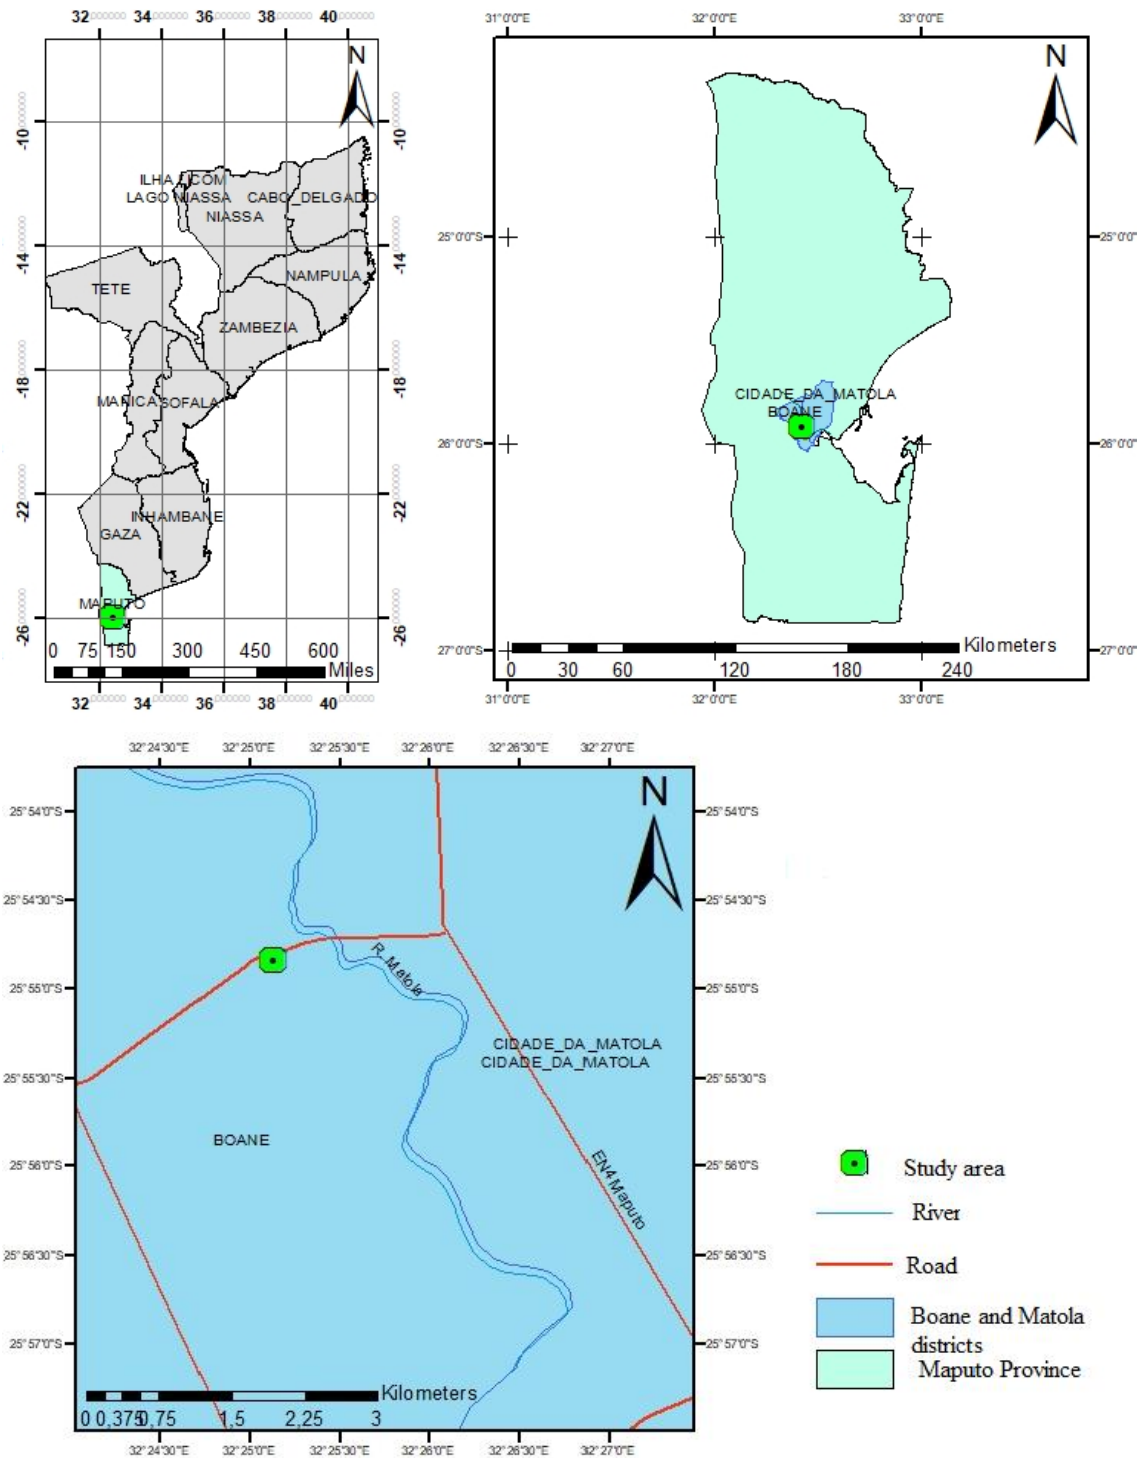 32 34 36 38 40
N
-10 -10
ILHA LICOM
LAGO NIASSA CABO_DELGADO
NIASSA
-14 -14
NAMPULA
TETE
ZAMBEZIA
-18 -18
MANICA SOFALA
-22 -22
INHAMBANE
GAZA
MAPUTO
-26 -26
0 75 150 300 450 600
Miles
32 34 36 38 40
31°0'0"E 32°0'0"E 33°0'0"E
N
25°0'0"S 25°0'0"S
CIDADE_DA_MATOLA
BOANE
26°0'0"S 26°0'0"S
Kilometers
27°0'0"S 27°0'0"S
0 30 60 120 180 240
31°0'0"E 32°0'0"E 33°0'0"E
32°24'30"E 32°25'0"E 32°25'30"E 32°26'0"E 32°26'30"E 32°27'0"E
N
25°54'0"S 25°54'0"S
25°54'30"S 25°54'30"S
R. Matola
25°55'0"S 25°55'0"S
CIDADE_DA_MATOLA
CIDADE_DA_MATOLA
25°55'30"S 25°55'30"S
BOANE
25°56'0"S 25°56'0"S
EN4 Maputo
25°56'30"S 25°56'30"S
25°57'0"S 25°57'0"S
Kilometers
0 0,375 0,75 1,5 2,25 3
32°24'30"E 32°25'0"E 32°25'30"E 32°26'0"E 32°26'30"E 32°27'0"E
Study area
River
Road
Boane and Matola
districts
Maputo Province